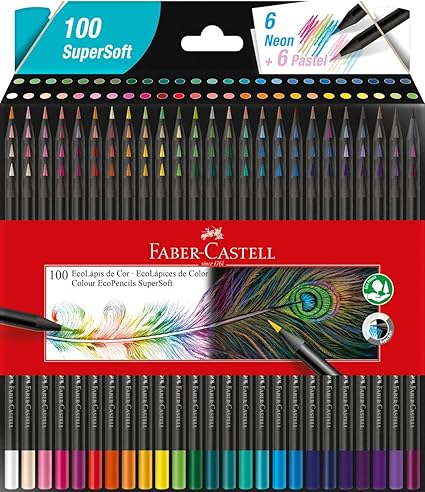 100
SuperSoft
6
Neon
+ 6 Pastel
FABER-CASTELL
since 1761
100 EcoLápis de Cor · EcoLápices de Color
Colour EcoPencils SuperSoft